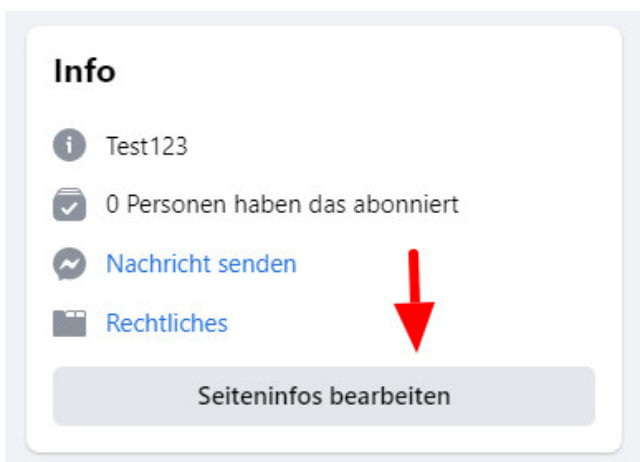 Info
Test123
0 Personen haben das abonniert
Nachricht senden
Rechtliches
Seiteninfos bearbeiten